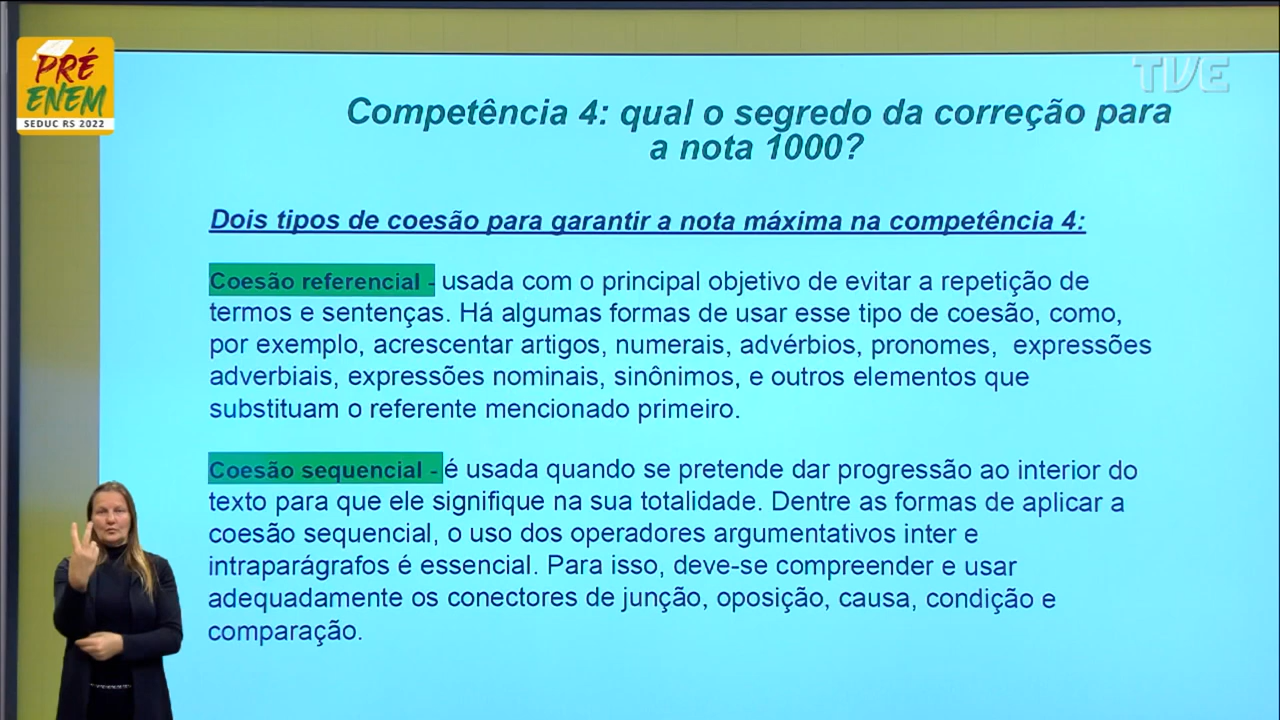 PRÉ
ENEM
SEDUC RS 2022
TVE
Competência 4: qual o segredo da correção para
a nota 1000?
Dois tipos de coesão para garantir a nota máxima na competência 4:
Coesão referencial - usada com o principal objetivo de evitar a repetição de
termos e sentenças. Há algumas formas de usar esse tipo de coesão, como,
por exemplo, acrescentar artigos, numerais, advérbios, pronomes, expressões
adverbiais, expressões nominais, sinônimos, e outros elementos que
substituam o referente mencionado primeiro.
Coesão sequencial - é usada quando se pretende dar progressão ao interior do
texto para que ele signifique na sua totalidade. Dentre as formas de aplicar a
coesão sequencial, o uso dos operadores argumentativos inter e
intraparágrafos é essencial. Para isso, deve-se compreender e usar
adequadamente os conectores de junção, oposição, causa, condição e
comparação.